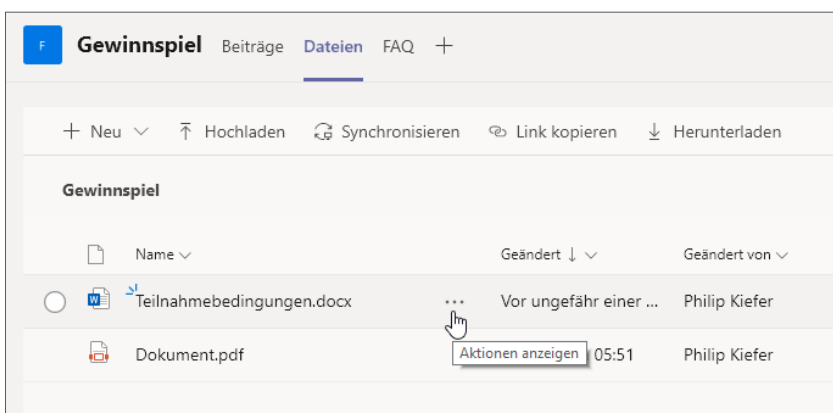 F Gewinnspiel Beiträge Dateien FAQ +
+ Neu Hochladen Synchronisieren Link kopieren Herunterladen
Gewinnspiel
Name Geändert ↓ Geändert von
W Teilnahmebedingungen.docx ... Vor ungefähr einer ... Philip Kiefer
Dokument.pdf Aktionen anzeigen 05:51 Philip Kiefer